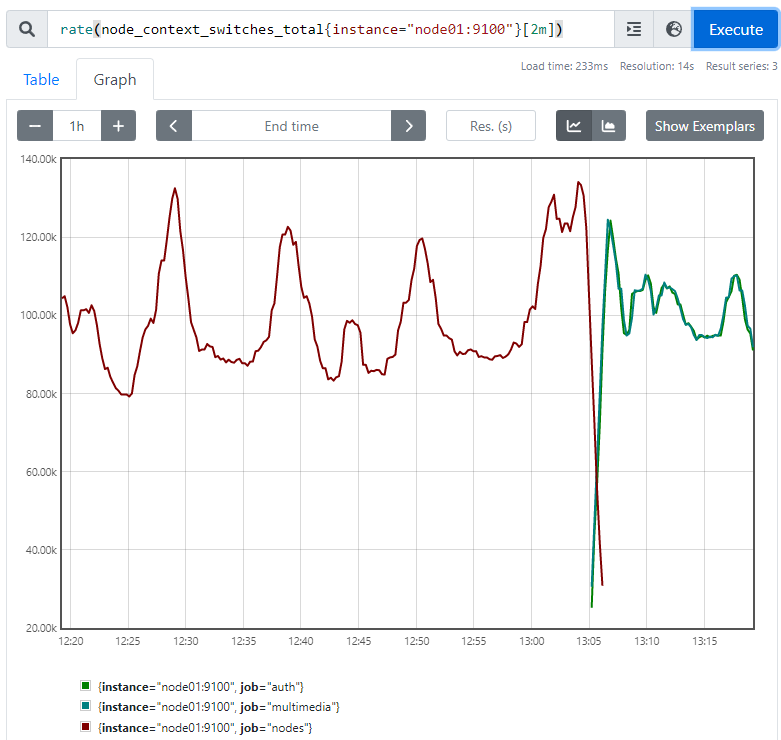 rate(node_context_switches_total{instance="node01:9100"}[2m])
Execute
Load time: 233ms Resolution: 14s Result series: 3
Table
Graph
1h
End time
Res. (s)
Show Exemplars
140.00k
120.00k
100.00k
80.00k
60.00k
40.00k
20.00k
12:20 12:25 12:30 12:35 12:40 12:45 12:50 12:55 13:00 13:05 13:10 13:15
{instance="node01:9100", job="auth"}
{instance="node01:9100", job="multimedia"}
{instance="node01:9100", job="nodes"}